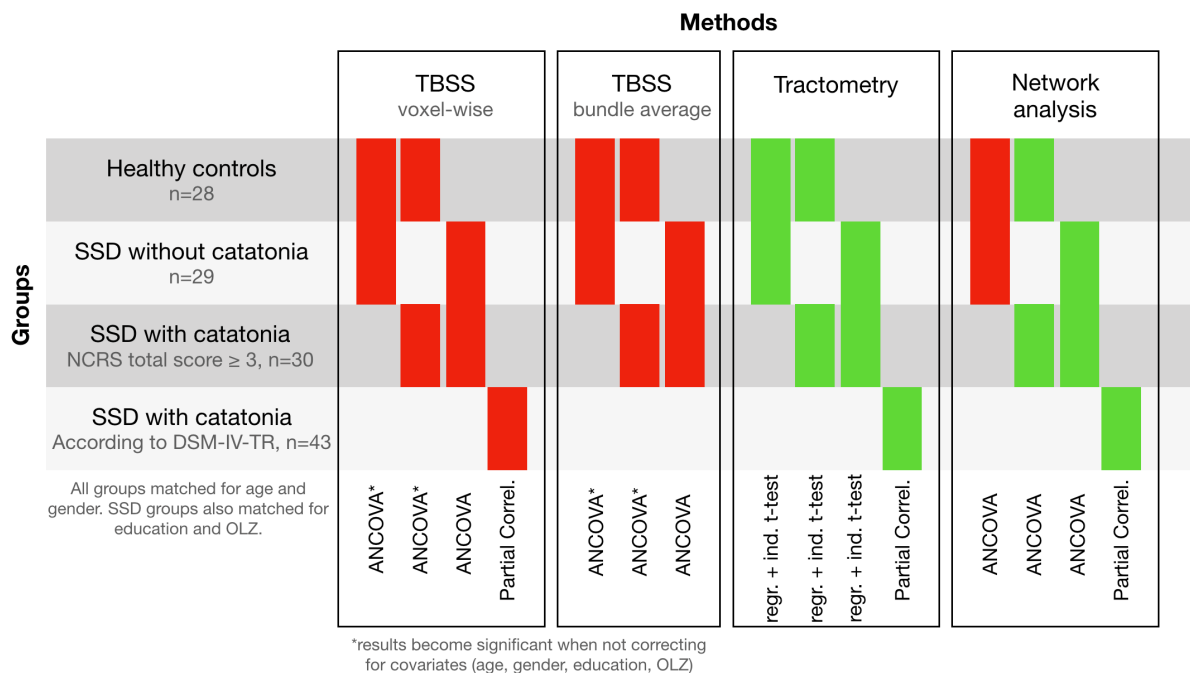 Methods
TBSS
voxel-wise
TBSS
bundle average
Tractometry
Network
analysis
Groups
Healthy controls
n=28
SSD without catatonia
n=29
SSD with catatonia
NCRS total score ≥ 3, n=30
SSD with catatonia
According to DSM-IV-TR, n=43
All groups matched for age and
gender. SSD groups also matched for
education and OLZ.
ANCOVA*
ANCOVA*
ANCOVA
Partial Correl.
ANCOVA*
ANCOVA*
ANCOVA
regr. + ind. t-test
regr. + ind. t-test
regr. + ind. t-test
Partial Correl.
ANCOVA
ANCOVA
ANCOVA
Partial Correl.
*results become significant when not correcting
for covariates (age, gender, education, OLZ)